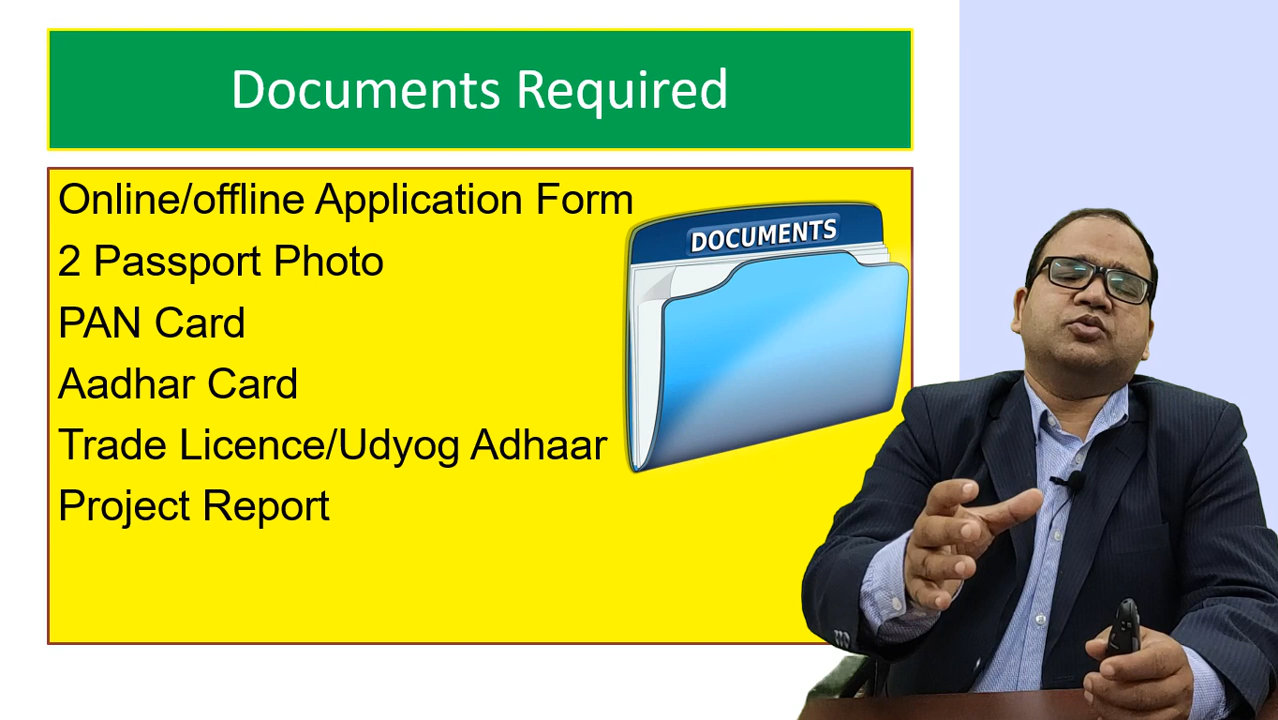 Documents Required
Online/offline Application Form
DOCUMENTS
2 Passport Photo
PAN Card
Aadhar Card
Trade Licence/Udyog Adhaar
Project Report